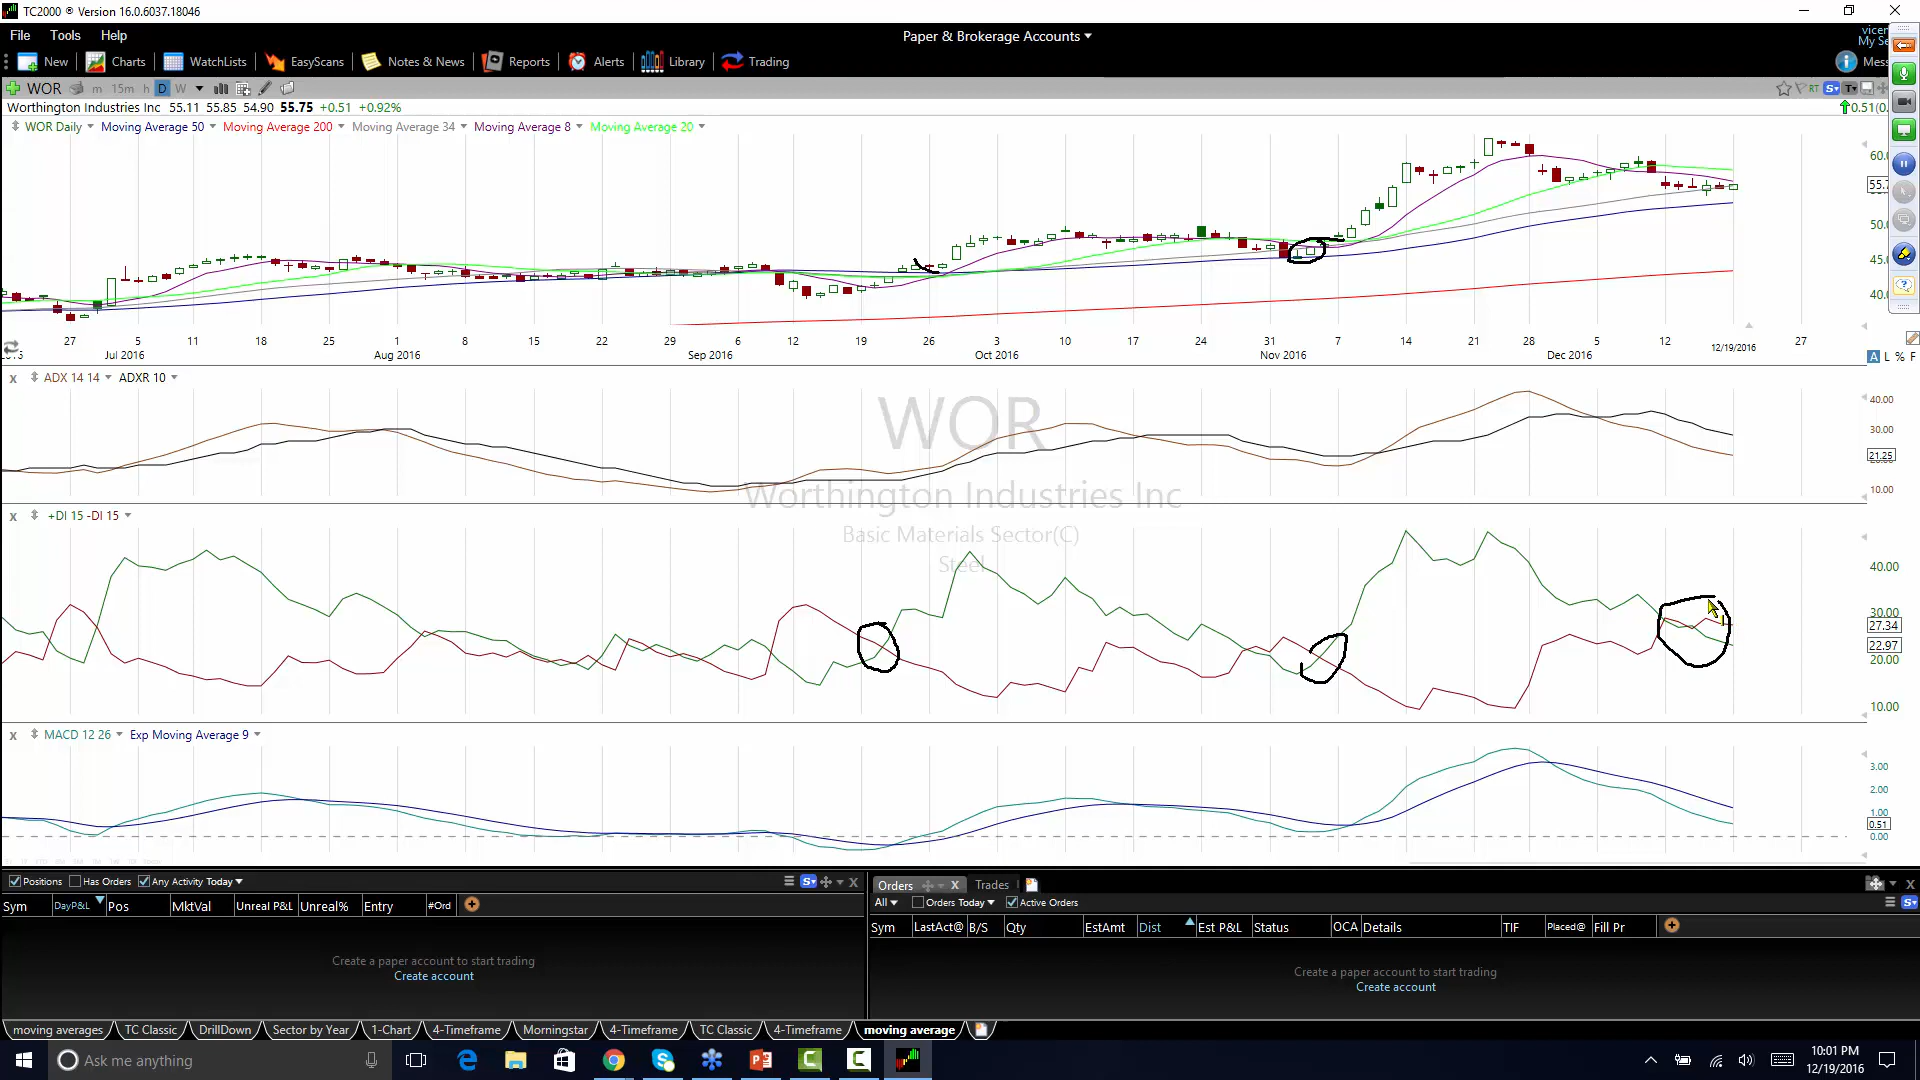 TC2000 ® Version 16.0.6037.18046
File Tools Help Paper & Brokerage Accounts
My Se
New Charts WatchLists EasyScans Notes & News Reports Alerts Library Trading Mess
WOR m 15m h D W RT S T
Worthington Industries Inc 55.11 55.85 54.90 55.75 +0.51 +0.92% 0.51(0.
WOR Daily Moving Average 50 Moving Average 200 Moving Average 34 Moving Average 8 Moving Average 20
60.
55.7
50.0
45.
40.
27 5 11 18 25 1 8 15 22 29 6 12 19 26 3 10 17 24 31 7 14 21 28 5 12 12/19/2016 27
Jul 2016 Aug 2016 Sep 2016 Oct 2016 Nov 2016 Dec 2016
A L % F
ADX 14 14 ADXR 10
40.00
30.00
21.25
10.00
WOR
Worthington Industries Inc
Basic Materials Sector(C)
Steel
+DI 15 -DI 15
40.00
30.00
27.34
22.97
20.00
10.00
MACD 12 26 Exp Moving Average 9
3.00
2.00
1.00
0.51
0.00
Positions Has Orders Any Activity Today S
Sym DayP&L Pos MktVal Unreal P&L Unreal% Entry #Ord
Create a paper account to start trading
Create account
Orders Trades
All Orders Today Active Orders S
Sym LastAct@ B/S Qty EstAmt Dist Est P&L Status OCA Details TIF Placed@ Fill Pr
Create a paper account to start trading
Create account
moving averages TC Classic DrillDown Sector by Year 1-Chart 4-Timeframe Morningstar 4-Timeframe TC Classic 4-Timeframe moving average
Ask me anything
10:01 PM
12/19/2016